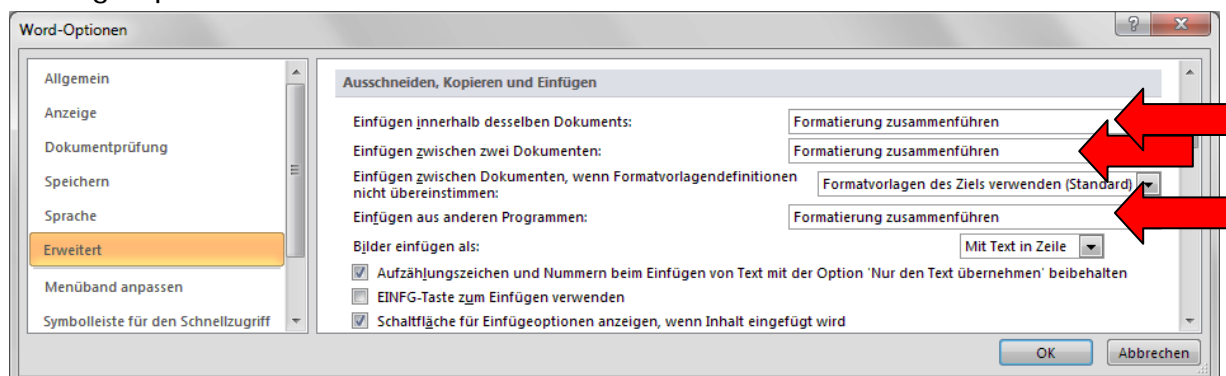 Word-Optionen
Allgemein
Anzeige
Dokumentprüfung
Speichern
Sprache
Erweitert
Menüband anpassen
Symbolleiste für den Schnellzugriff
Ausschneiden, Kopieren und Einfügen
Einfügen innerhalb desselben Dokuments: Formatierung zusammenführen
Einfügen zwischen zwei Dokumenten: Formatierung zusammenführen
Einfügen zwischen Dokumenten, wenn Formatvorlagendefinitionen
nicht übereinstimmen: Formatvorlagen des Ziels verwenden (Standard)
Einfügen aus anderen Programmen: Formatierung zusammenführen
Bilder einfügen als: Mit Text in Zeile
Aufzählungszeichen und Nummern beim Einfügen von Text mit der Option 'Nur den Text übernehmen' beibehalten
EINFG-Taste zum Einfügen verwenden
Schaltfläche für Einfügeoptionen anzeigen, wenn Inhalt eingefügt wird
OK Abbrechen